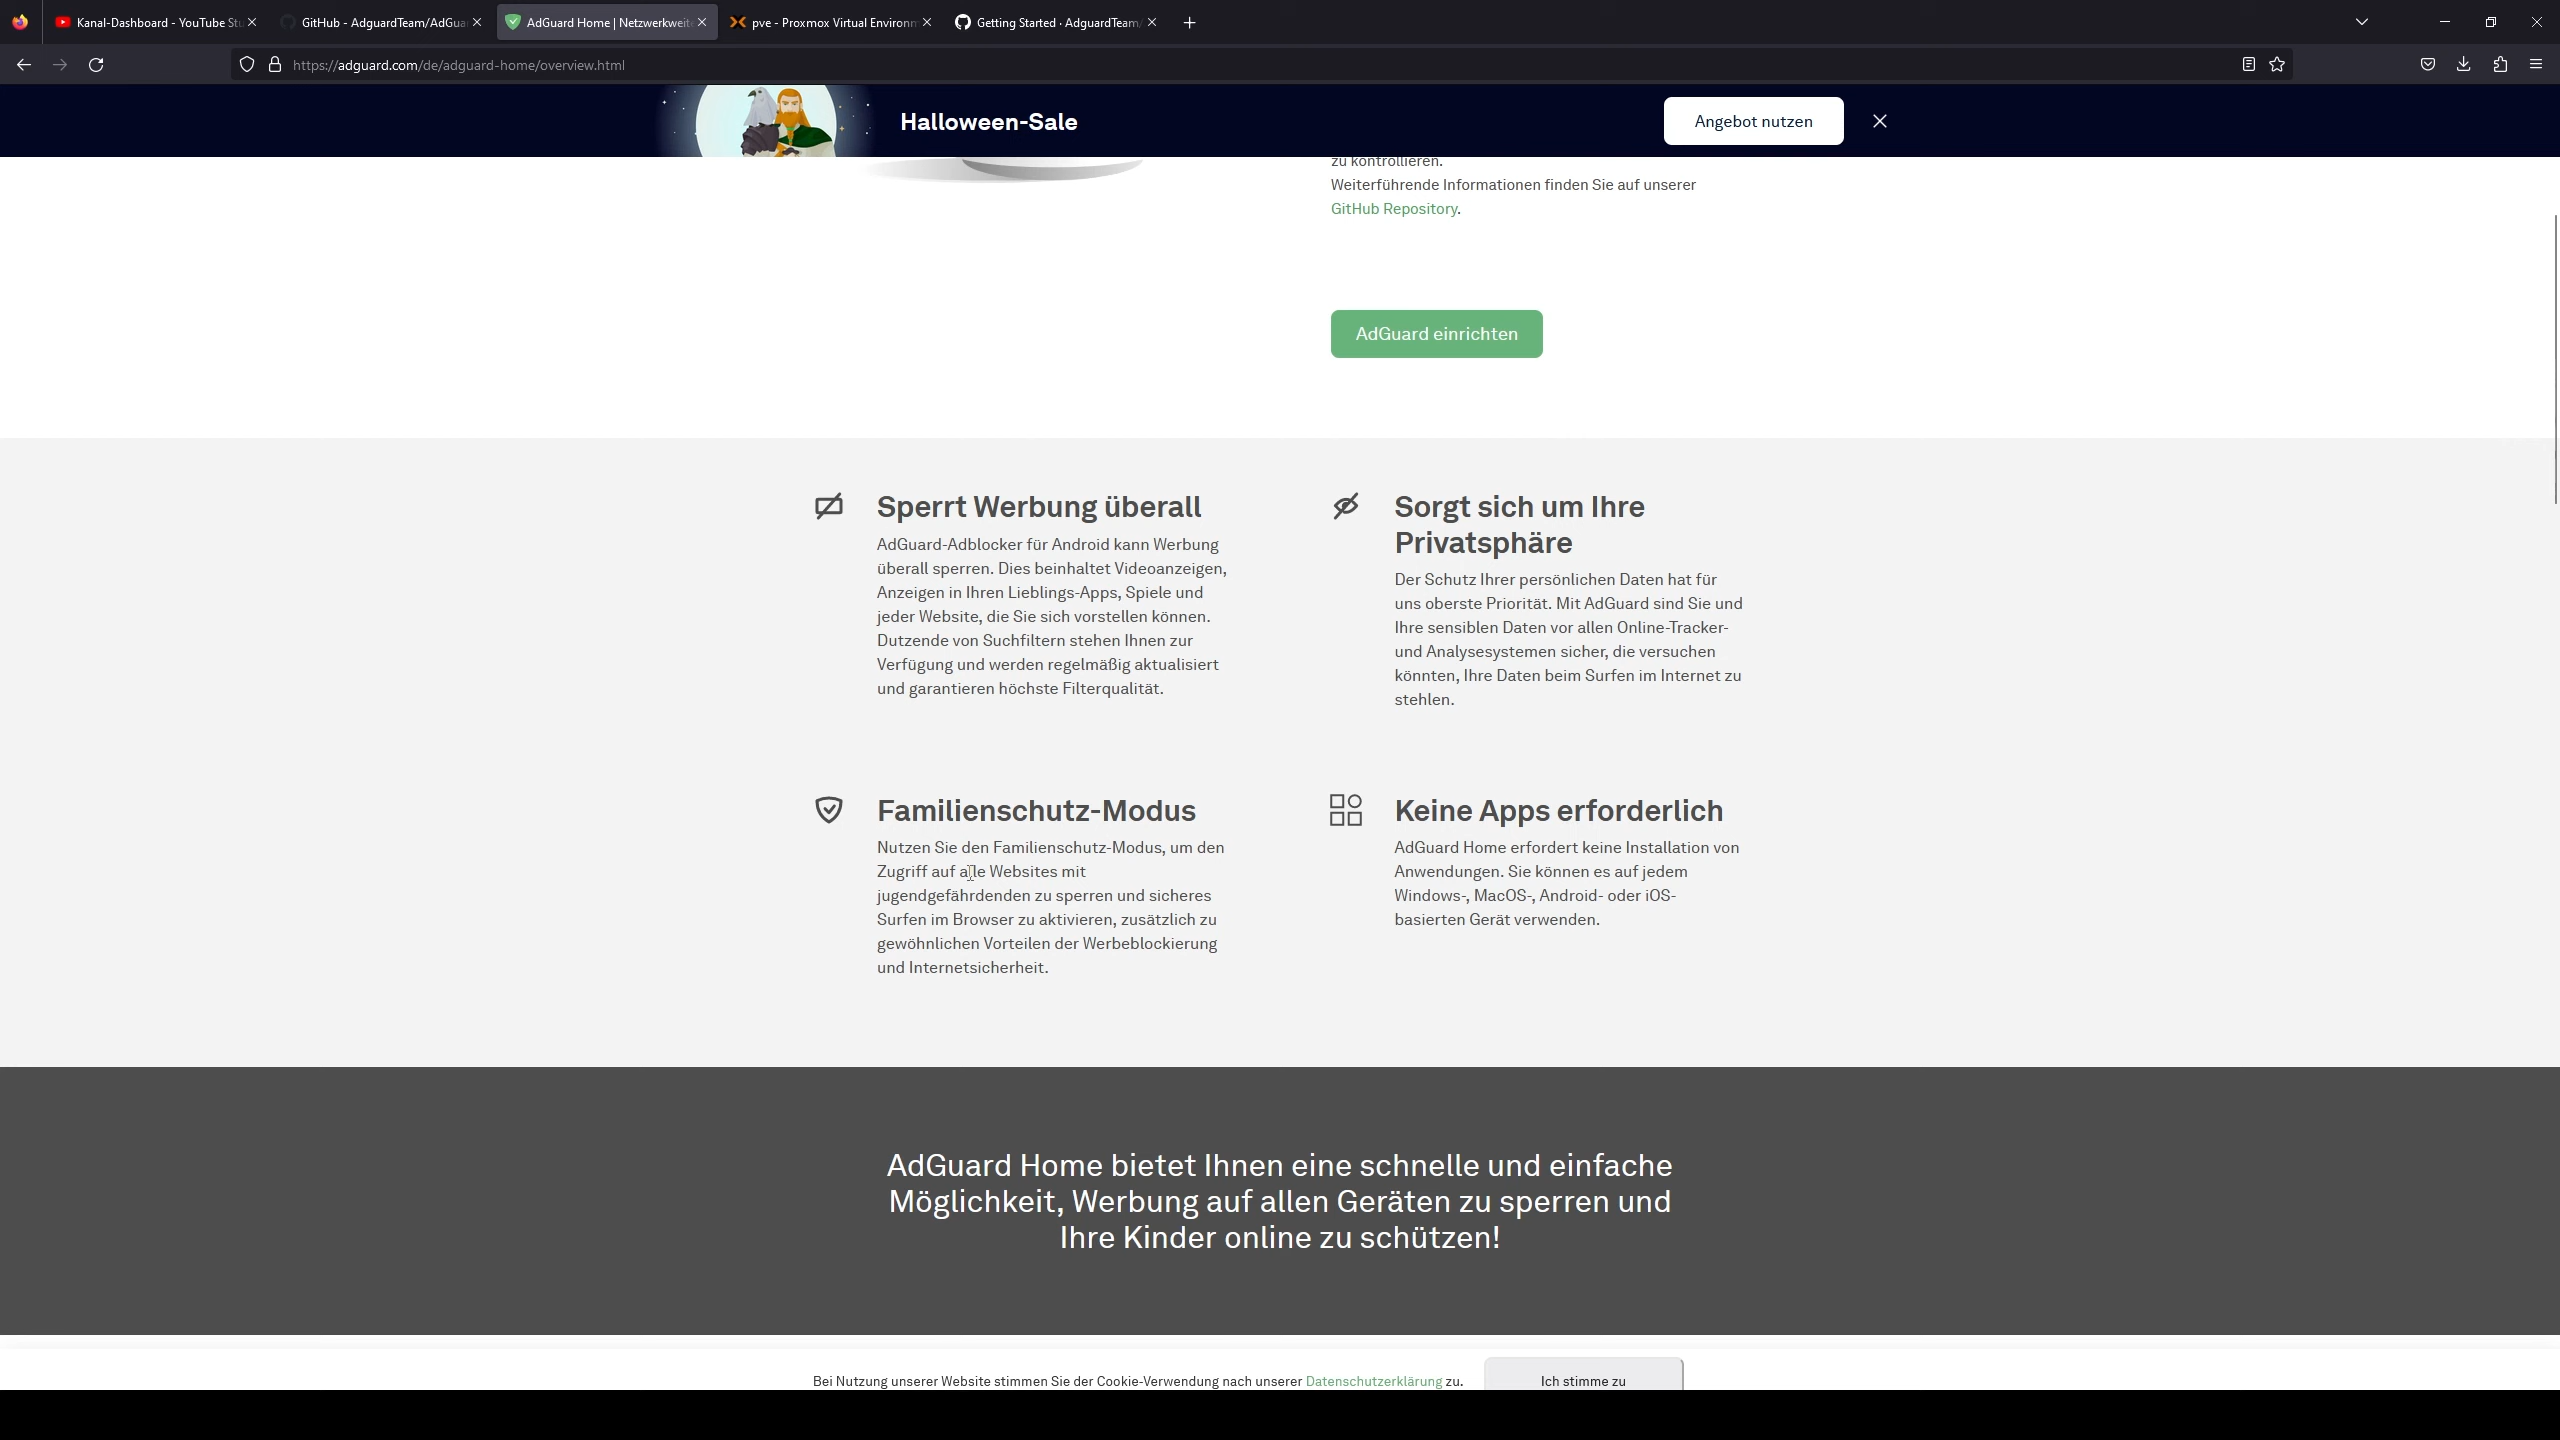 Kanal-Dashboard - YouTube Stu
GitHub - AdguardTeam/AdGua
AdGuard Home | Netzwerkweit
pve - Proxmox Virtual Environm
Getting Started · AdguardTeam/
https://adguard.com/de/adguard-home/overview.html
Halloween-Sale
Angebot nutzen
zu kontrollieren.
Weiterführende Informationen finden Sie auf unserer
GitHub Repository.
AdGuard einrichten
Sperrt Werbung überall
AdGuard-Adblocker für Android kann Werbung
überall sperren. Dies beinhaltet Videoanzeigen,
Anzeigen in Ihren Lieblings-Apps, Spiele und
jeder Website, die Sie sich vorstellen können.
Dutzende von Suchfiltern stehen Ihnen zur
Verfügung und werden regelmäßig aktualisiert
und garantieren höchste Filterqualität.
Sorgt sich um Ihre
Privatsphäre
Der Schutz Ihrer persönlichen Daten hat für
uns oberste Priorität. Mit AdGuard sind Sie und
Ihre sensiblen Daten vor allen Online-Tracker-
und Analysesystemen sicher, die versuchen
könnten, Ihre Daten beim Surfen im Internet zu
stehlen.
Familienschutz-Modus
Nutzen Sie den Familienschutz-Modus, um den
Zugriff auf alle Websites mit
jugendgefährdenden zu sperren und sicheres
Surfen im Browser zu aktivieren, zusätzlich zu
gewöhnlichen Vorteilen der Werbeblockierung
und Internetsicherheit.
Keine Apps erforderlich
AdGuard Home erfordert keine Installation von
Anwendungen. Sie können es auf jedem
Windows-, MacOS-, Android- oder iOS-
basierten Gerät verwenden.
AdGuard Home bietet Ihnen eine schnelle und einfache
Möglichkeit, Werbung auf allen Geräten zu sperren und
Ihre Kinder online zu schützen!
Bei Nutzung unserer Website stimmen Sie der Cookie-Verwendung nach unserer Datenschutzerklärung zu.
Ich stimme zu